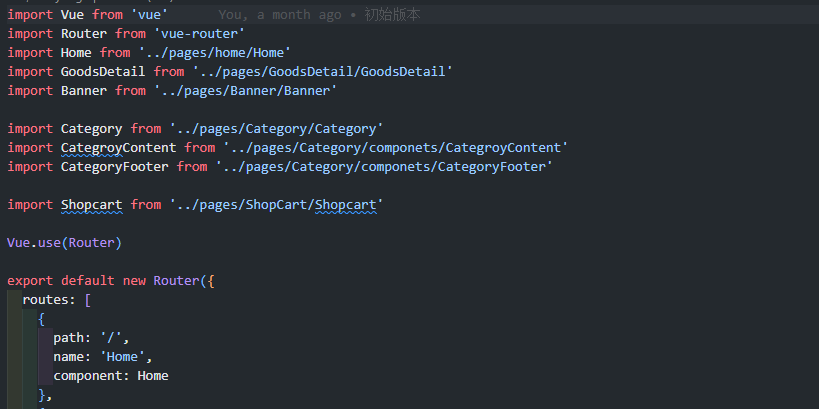 import Vue from 'vue' You, a month ago • 初始版本
import Router from 'vue-router'
import Home from '../pages/home/Home'
import GoodsDetail from '../pages/GoodsDetail/GoodsDetail'
import Banner from '../pages/Banner/Banner'
import Category from '../pages/Category/Category'
import CategroyContent from '../pages/Category/componets/CategroyContent'
import CategoryFooter from '../pages/Category/componets/CategoryFooter'
import Shopcart from '../pages/ShopCart/Shopcart'
Vue.use(Router)
export default new Router({
routes: [
{
path: '/',
name: 'Home',
component: Home
},